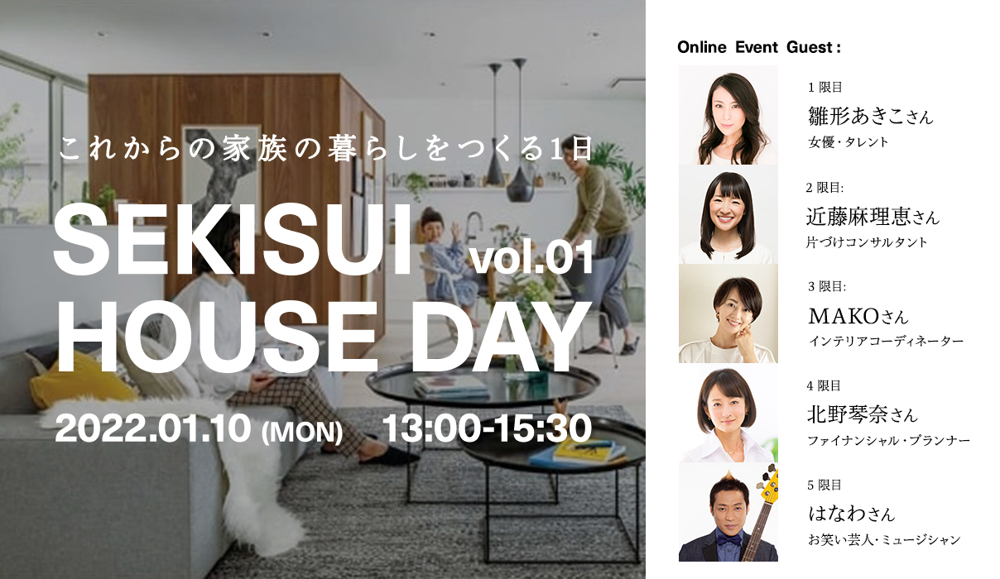 これからの家族の暮らしをつくる1日
SEKISUI vol.01
HOUSE DAY
2022.01.10 (MON) 13:00-15:30
Online Event Guest :
1 限目
雛形あきこさん
女優・タレント
2 限目:
近藤麻理恵さん
片づけコンサルタント
3 限目:
MAKOさん
インテリアコーディネーター
4 限目
北野琴奈さん
ファイナンシャル・プランナー
5 限目
はなわさん
お笑い芸人・ミュージシャン